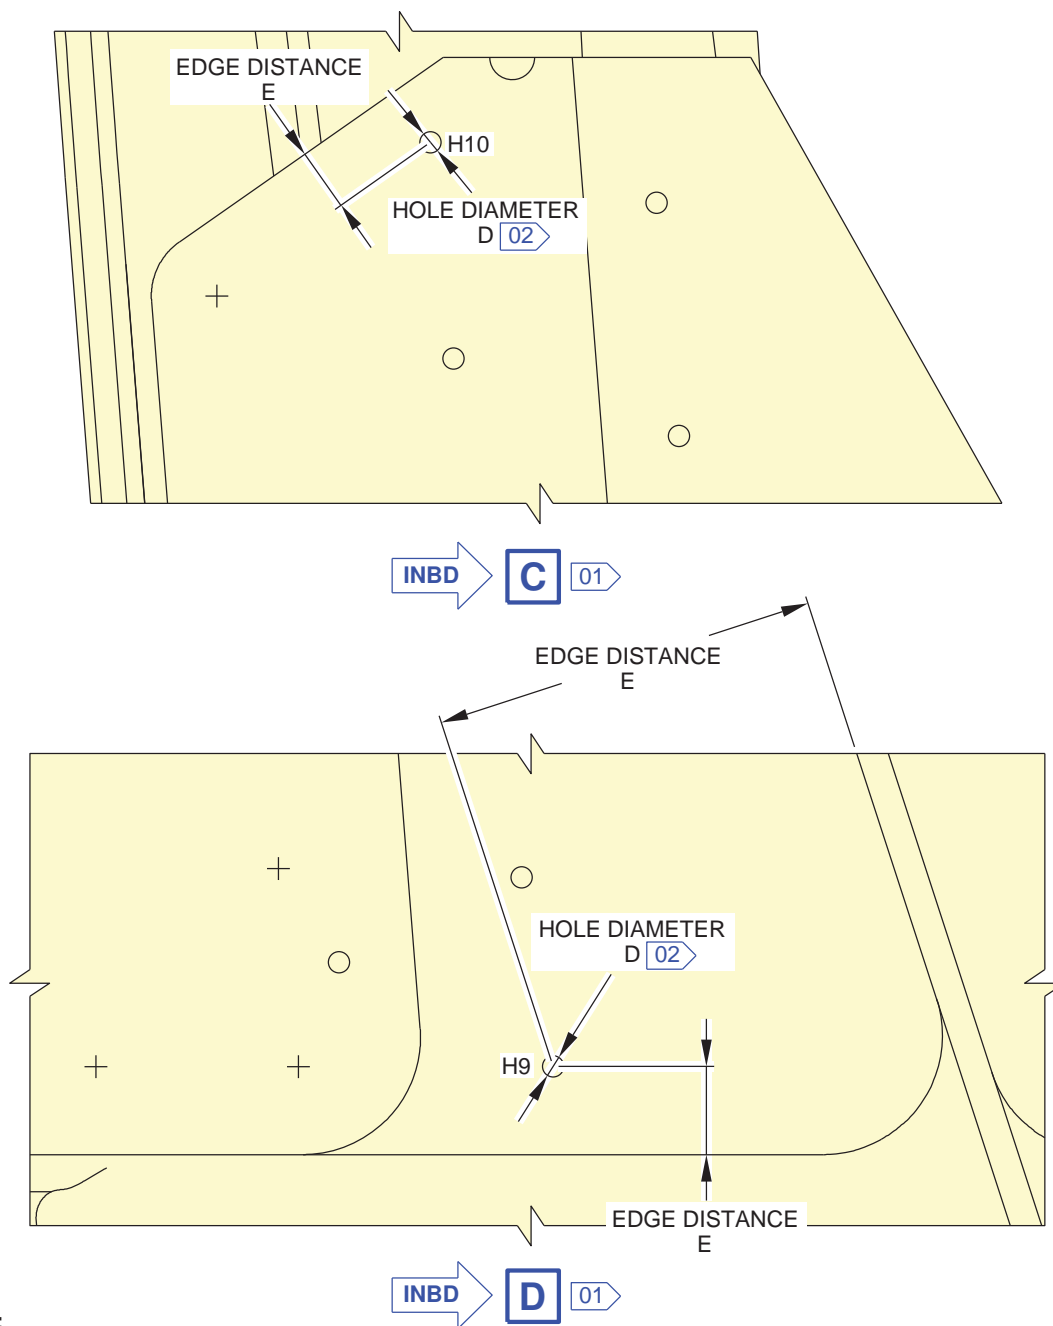 EDGE DISTANCE
E
H10
HOLE DIAMETER
D 02
INBD C 01
EDGE DISTANCE
E
HOLE DIAMETER
D 02
H9
EDGE DISTANCE
E
INBD D 01